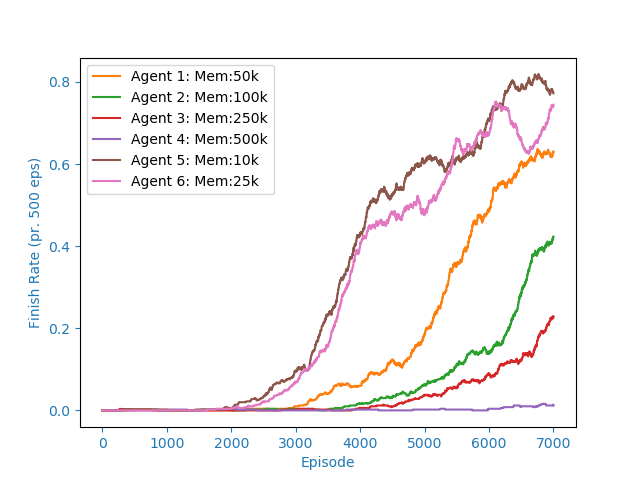 0.8
0.6
0.4
0.2
0.0
Finish Rate (pr. 500 eps)
Agent 1: Mem:50k
Agent 2: Mem:100k
Agent 3: Mem:250k
Agent 4: Mem:500k
Agent 5: Mem:10k
Agent 6: Mem:25k
0 1000 2000 3000 4000 5000 6000 7000
Episode